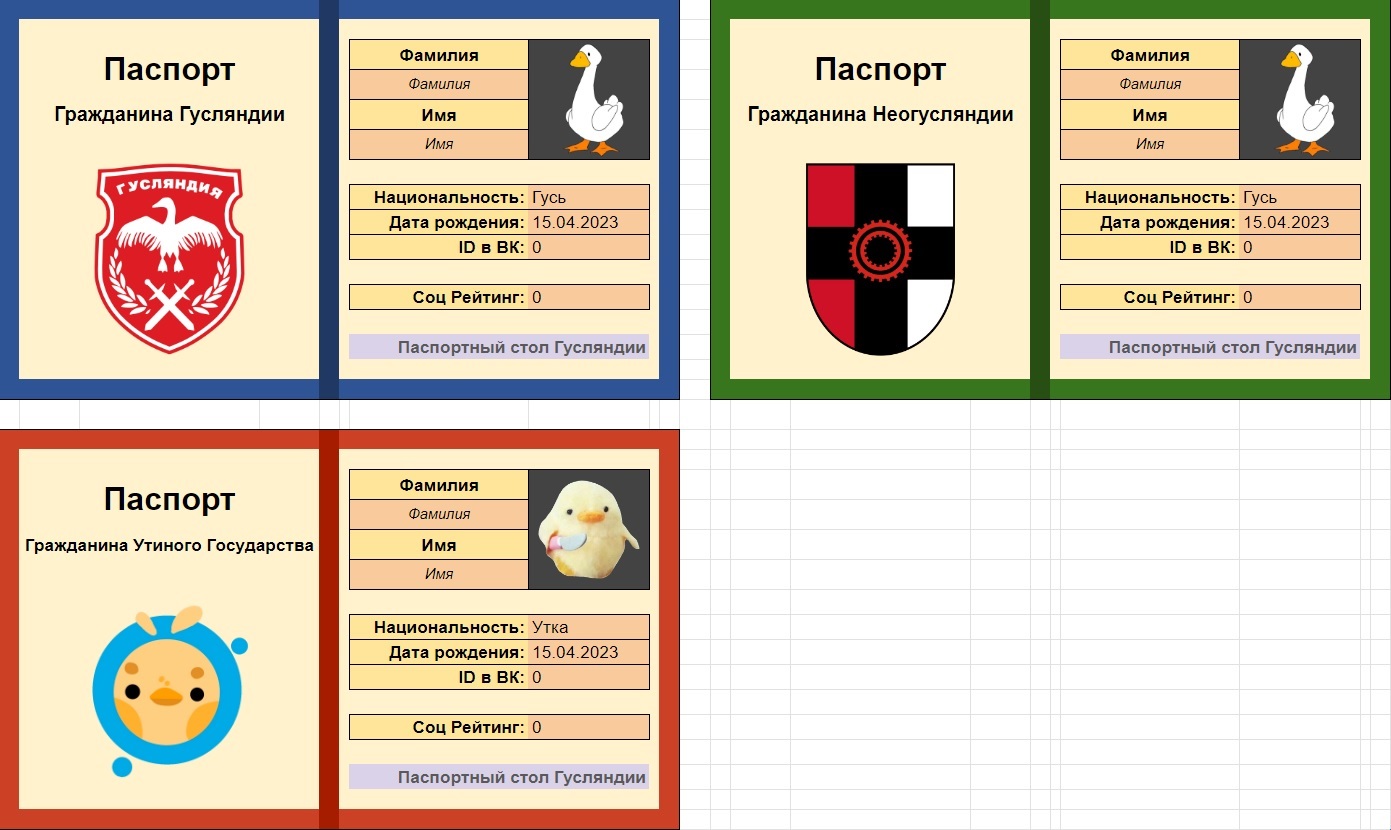 Паспорт
Гражданина Гусляндии
ГУСЛЯНДИЯ
Фамилия
Фамилия
Имя
Имя
Национальность: Гусь
Дата рождения: 15.04.2023
ID в ВК: 0
Соц Рейтинг: 0
Паспортный стол Гусляндии
Паспорт
Гражданина Неогусляндии
Фамилия
Фамилия
Имя
Имя
Национальность: Гусь
Дата рождения: 15.04.2023
ID в ВК: 0
Соц Рейтинг: 0
Паспортный стол Гусляндии
Паспорт
Гражданина Утиного Государства
Фамилия
Фамилия
Имя
Имя
Национальность: Утка
Дата рождения: 15.04.2023
ID в ВК: 0
Соц Рейтинг: 0
Паспортный стол Гусляндии